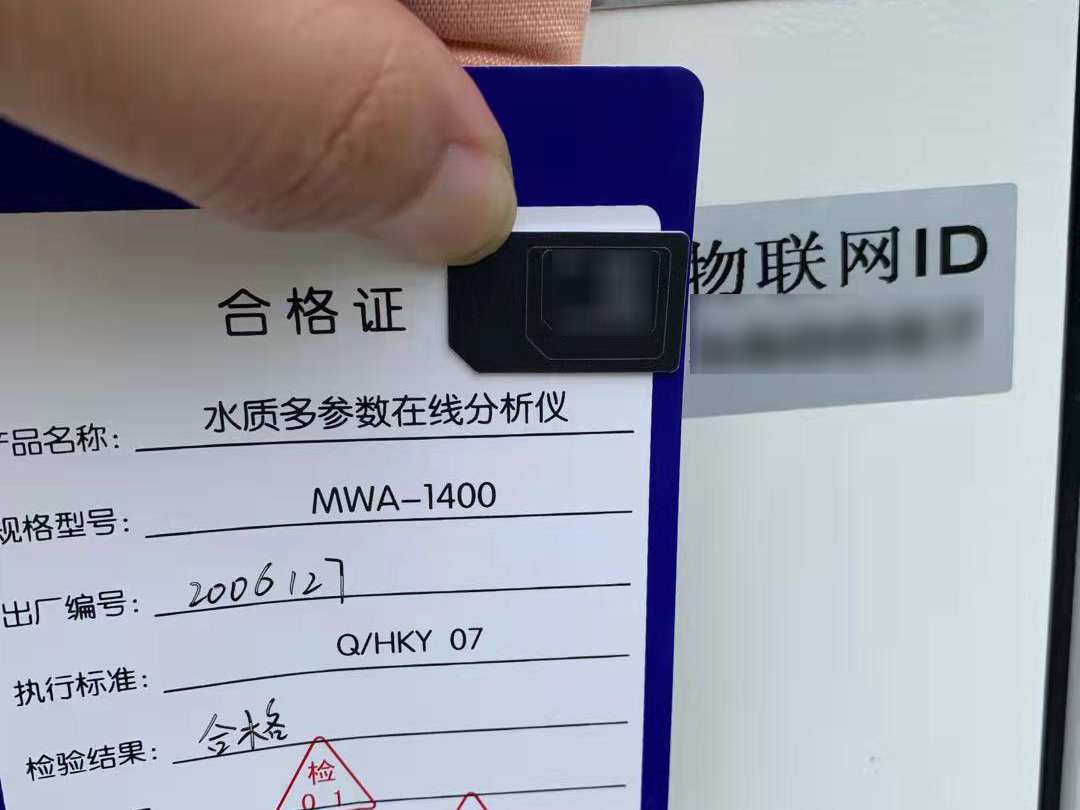 合格证
物联网ID
产品名称: 水质多参数在线分析仪
规格型号: MWA-1400
出厂编号: 2006127
执行标准: Q/HKY 07
检验结果: 合格
检
01